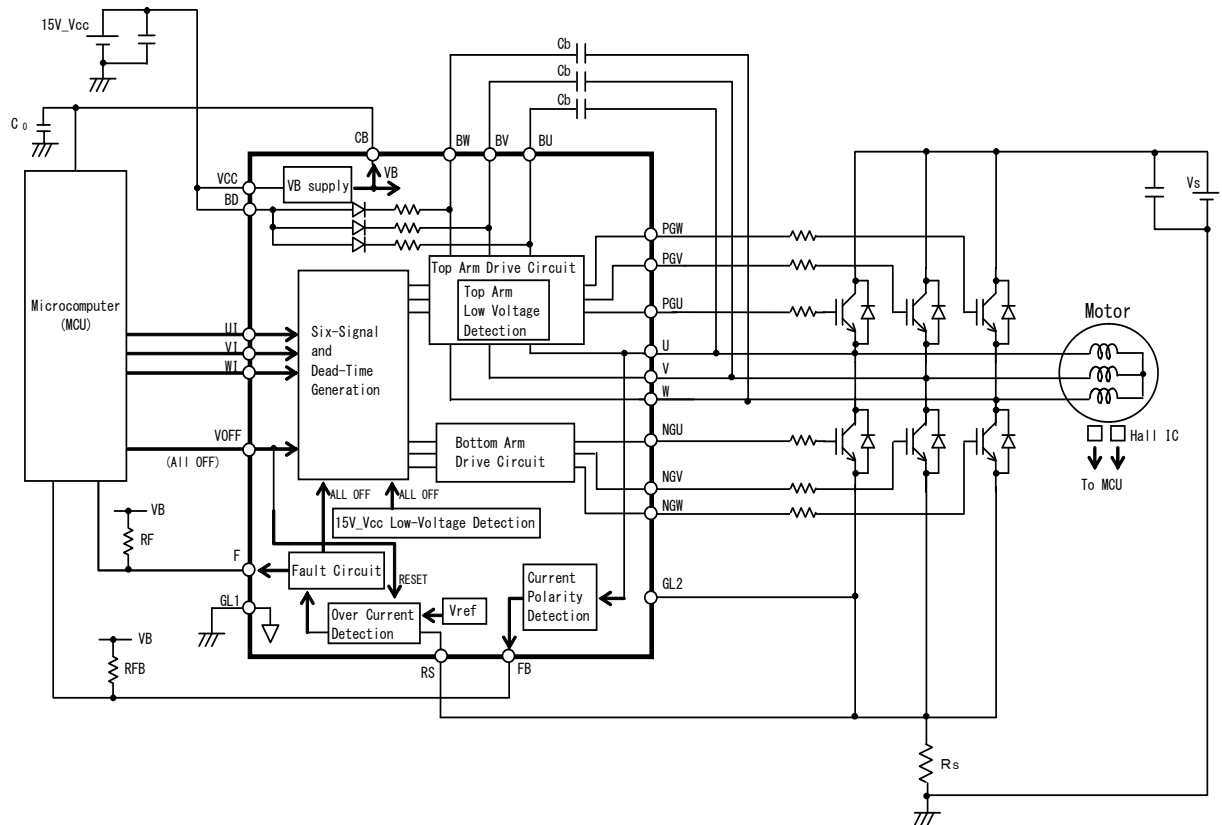 15V_Vcc
Cb
Cb
Cb
C₀
CB
BW
BV
BU
VB
VCC
VB supply
BD
Vs
PGW
PGV
PGU
Top Arm Drive Circuit
Top Arm
Low Voltage
Detection
Microcomputer
(MCU)
UI
VI
WI
Six-Signal
and
Dead-Time
Generation
U
V
W
Motor
Hall IC
To MCU
VOFF
(All OFF)
Bottom Arm
Drive Circuit
NGU
NGV
NGW
ALL OFF
ALL OFF
15V_Vcc Low-Voltage Detection
VB
RF
F
Fault Circuit
RESET
Current
Polarity
Detection
GL2
GL1
Over Current
Detection
Vref
VB
RFB
RS
FB
Rs